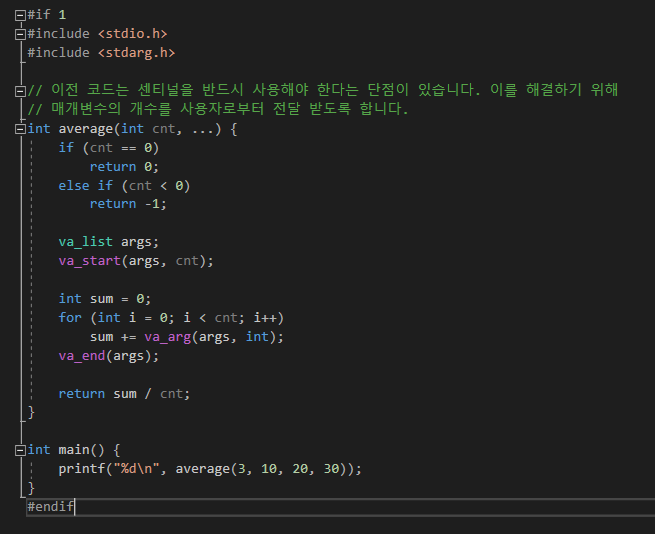 #if 1
#include <stdio.h>
#include <stdarg.h>
// 이전 코드는 센티널을 반드시 사용해야 한다는 단점이 있습니다. 이를 해결하기 위해
// 매개변수의 개수를 사용자로부터 전달 받도록 합니다.
int average(int cnt, ...) {
    if (cnt == 0)
        return 0;
    else if (cnt < 0)
        return -1;
    va_list args;
    va_start(args, cnt);
    int sum = 0;
    for (int i = 0; i < cnt; i++)
        sum += va_arg(args, int);
    va_end(args);
    return sum / cnt;
}
int main() {
    printf("%d\n", average(3, 10, 20, 30));
}
#endif